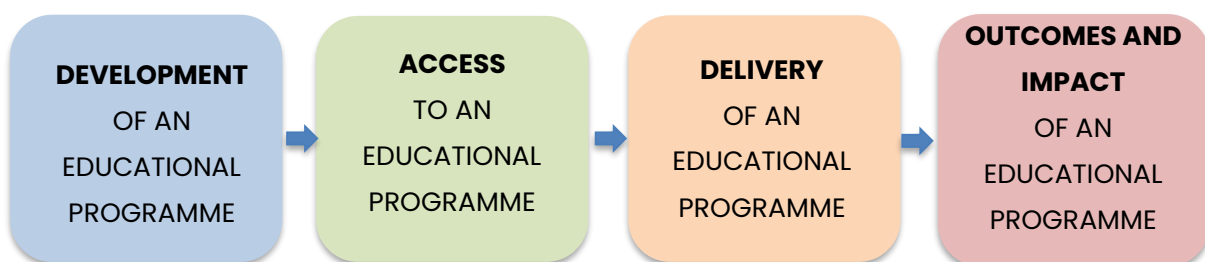 DEVELOPMENT
OF AN
EDUCATIONAL
PROGRAMME
ACCESS
TO AN
EDUCATIONAL
PROGRAMME
DELIVERY
OF AN
EDUCATIONAL
PROGRAMME
OUTCOMES AND
IMPACT
OF AN
EDUCATIONAL
PROGRAMME